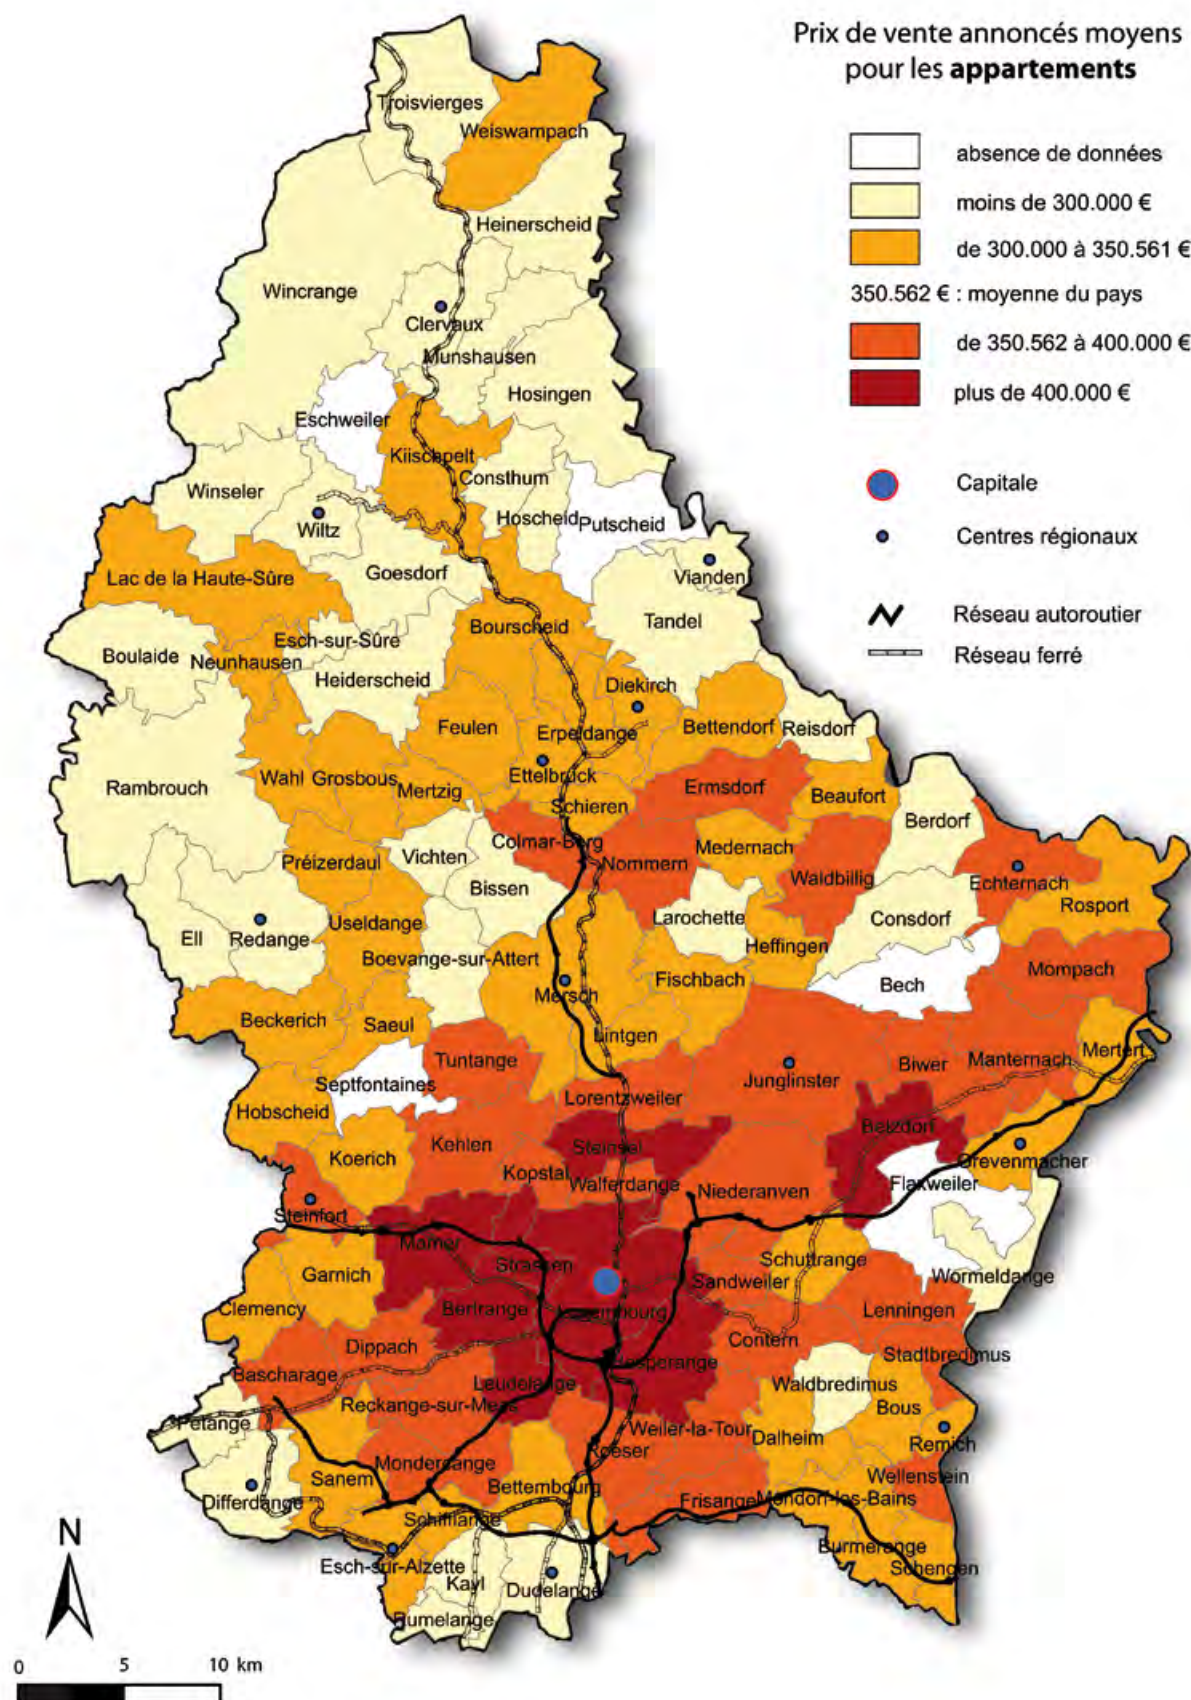 Prix de vente annoncés moyens
pour les appartements
absence de données
moins de 300.000 €
de 300.000 à 350.561 €
350.562 € : moyenne du pays
de 350.562 à 400.000 €
plus de 400.000 €
Capitale
Centres régionaux
Réseau autoroutier
Réseau ferré
Troisvierges
Weiswampach
Heinerscheid
Wincrange
Clervaux
Munshausen
Hosingen
Eschweiler
Kiischpelt
Consthum
Winseler
Wiltz
Hoscheid
Putscheid
Lac de la Haute-Sûre
Goesdorf
Vianden
Bourscheid
Tandel
Esch-sur-Sûre
Boulaide
Neunhausen
Heiderscheid
Diekirch
Feulen
Erpeldange
Bettendorf
Reisdorf
Rambrouch
Wahl
Grosbous
Mertzig
Ettelbrück
Schieren
Ermsdorf
Beaufort
Berdorf
Colmar-Berg
Préizerdaul
Vichten
Nommern
Medernach
Waldbillig
Echternach
Bissen
Larochette
Consdorf
Rosport
Ell
Redange
Useldange
Boevange-sur-Attert
Heffingen
Fischbach
Mompach
Bech
Mersch
Beckerich
Saeul
Lintgen
Tuntange
Septfontaines
Junglinster
Biwer
Manternach
Mertert
Hobscheid
Lorentzweiler
Betzdorf
Kehlen
Steinsel
Koerich
Kopstal
Walferdange
Niederanven
Flaxweiler
Grevenmacher
Steinfort
Mamer
Strassen
Schuttrange
Garnich
Sandweiler
Wormeldange
Clemency
Bertrange
Luxembourg
Lenningen
Dippach
Contern
Hesperange
Stadtbredimus
Bascharage
Leudelange
Waldbredimus
Reckange-sur-Mess
Bous
Pétange
Weiler-la-Tour
Dalheim
Remich
Roeser
Mondercange
Sanem
Bettembourg
Wellenstein
Differdange
Frisange
Mondorf-les-Bains
Schifflange
Burmerange
Esch-sur-Alzette
Schengen
Kayl
Dudelange
Rumelange
N
0 5 10 km